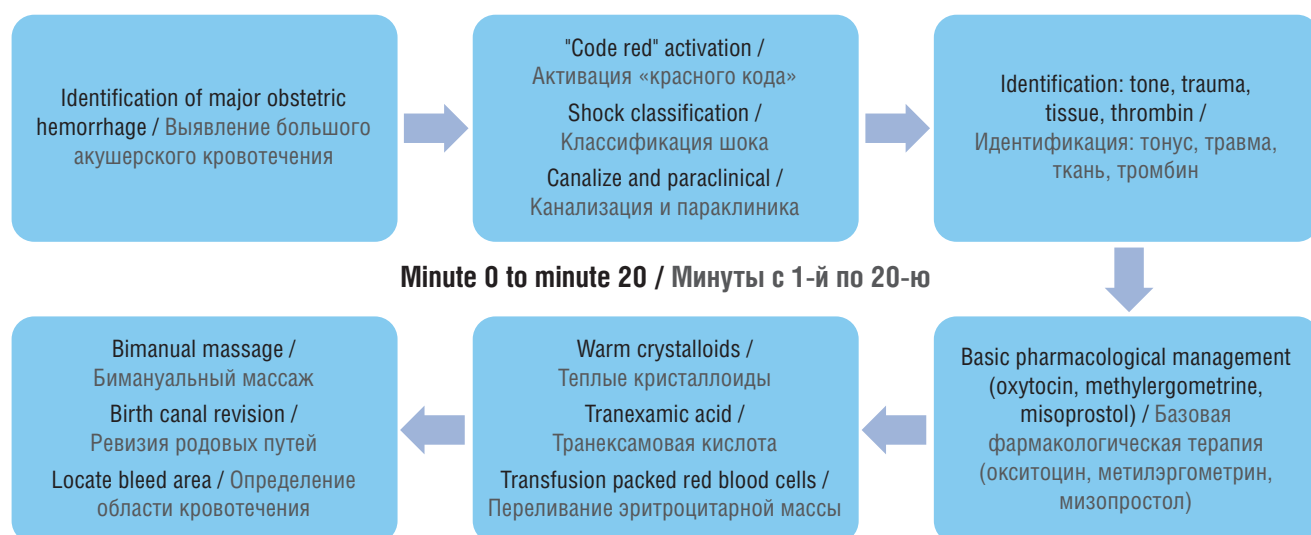 Identification of major obstetric
hemorrhage / Выявление большого
акушерского кровотечения
"Code red" activation /
Активация «красного кода»
Shock classification /
Классификация шока
Canalize and paraclinical /
Канализация и параклиника
Identification: tone, trauma,
tissue, thrombin /
Идентификация: тонус, травма,
ткань, тромбин
Minute 0 to minute 20 / Минуты с 1-й по 20-ю
Basic pharmacological management
(oxytocin, methylergometrine,
misoprostol) / Базовая
фармакологическая терапия
(окситоцин, метилэргометрин,
мизопростол)
Warm crystalloids /
Теплые кристаллоиды
Tranexamic acid /
Транексамовая кислота
Transfusion packed red blood cells /
Переливание эритроцитарной массы
Bimanual massage /
Бимануальный массаж
Birth canal revision /
Ревизия родовых путей
Locate bleed area / Определение
области кровотечения